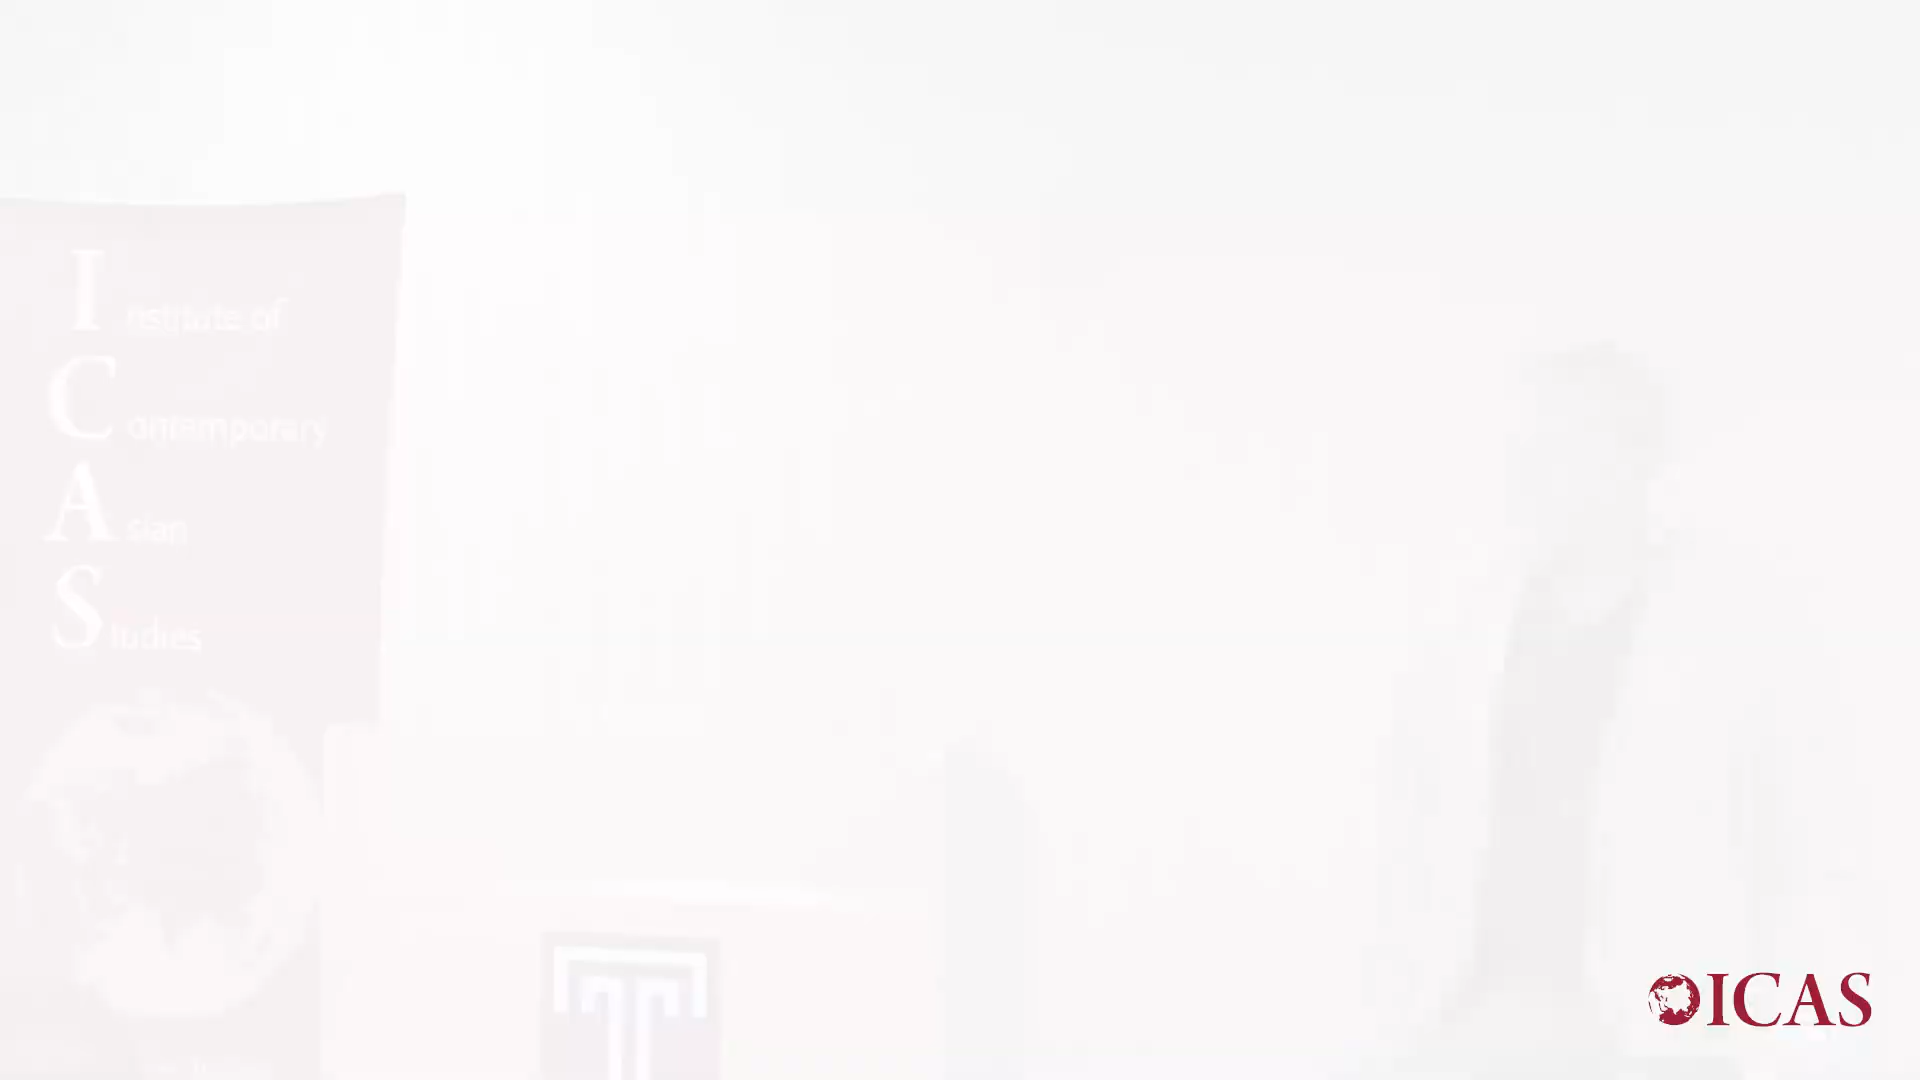 Institute of
Contemporary
Asian
Studies
T
ICAS